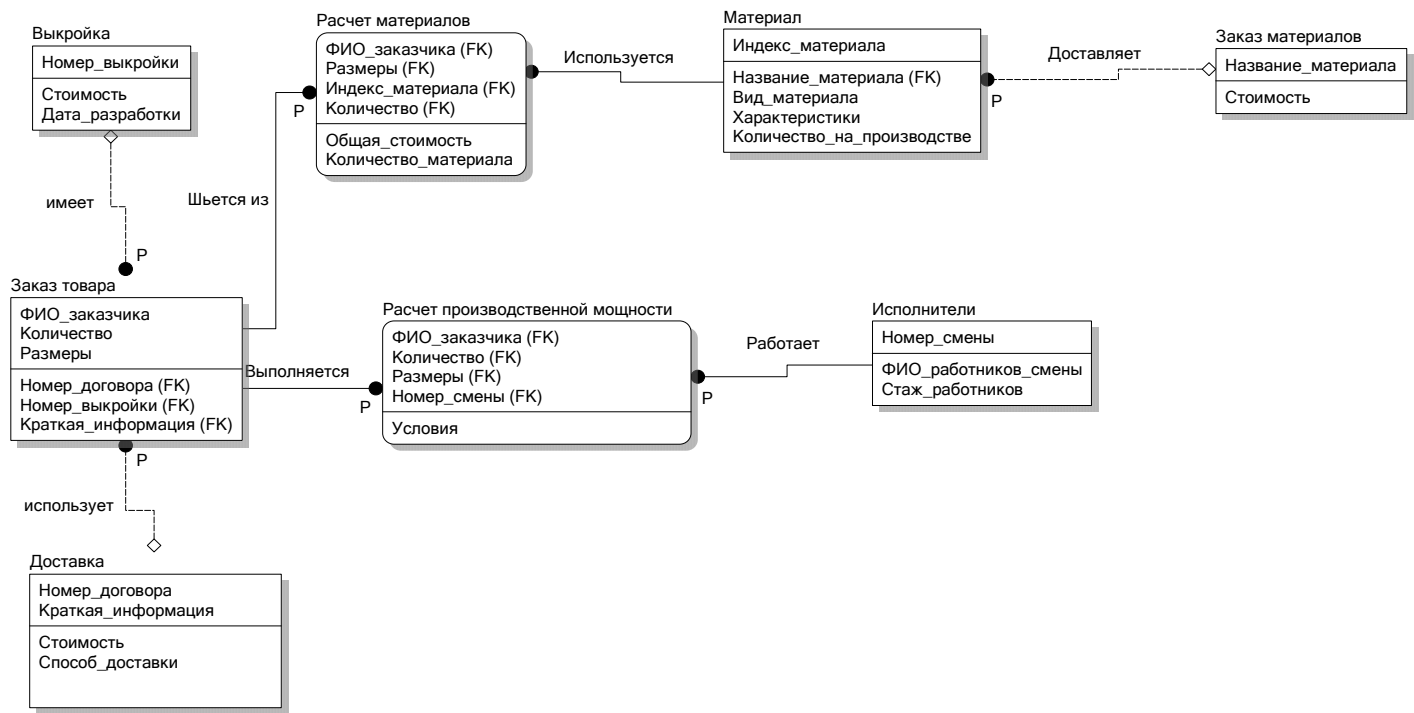 Выкройка
Номер_выкройки
Стоимость
Дата_разработки
имеет
P
Расчет материалов
ФИО_заказчика (FK)
Размеры (FK)
Индекс_материала (FK)
Количество (FK)
Общая_стоимость
Количество_материала
P
Шьется из
Используется
Материал
Индекс_материала
Название_материала (FK)
Вид_материала
Характеристики
Количество_на_производстве
Доставляет
P
Заказ материалов
Название_материала
Стоимость
Заказ товара
ФИО_заказчика
Количество
Размеры
Номер_договора (FK)
Номер_выкройки (FK)
Краткая_информация (FK)
Выполняется
P
Расчет производственной мощности
ФИО_заказчика (FK)
Количество (FK)
Размеры (FK)
Номер_смены (FK)
Условия
Работает
P
Исполнители
Номер_смены
ФИО_работников_смены
Стаж_работников
P
использует
Доставка
Номер_договора
Краткая_информация
Стоимость
Способ_доставки